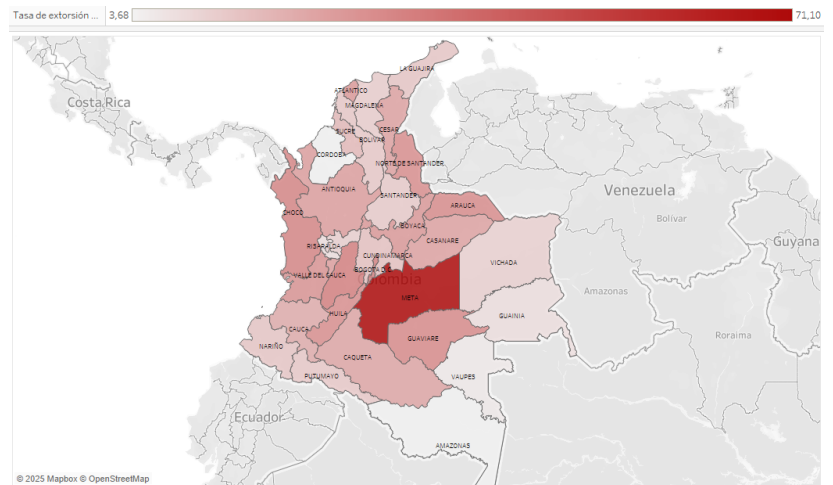 Tasa de extorsión ... 3,68 71,10
LA GUAJIRA
ATLANTICO
Costa Rica
MAGDALENA
SUCRE
CESAR
BOLIVAR
CORDOBA
NORTE DE SANTANDER
ANTIOQUIA
SANTANDER
Venezuela
ARAUCA
CHOCO
Bolívar
BOYACA
CASANARE
Guyana
RISARALDA
CUNDINAMARCA
VICHADA
BOGOTA D.C.
VALLE DEL CAUCA
Colombia
Amazonas
META
HUILA
GUAINIA
CAUCA
Roraima
GUAVIARE
NARIÑO
CAQUETA
PUTUMAYO
VAUPES
Ecuador
AMAZONAS
© 2025 Mapbox © OpenStreetMap